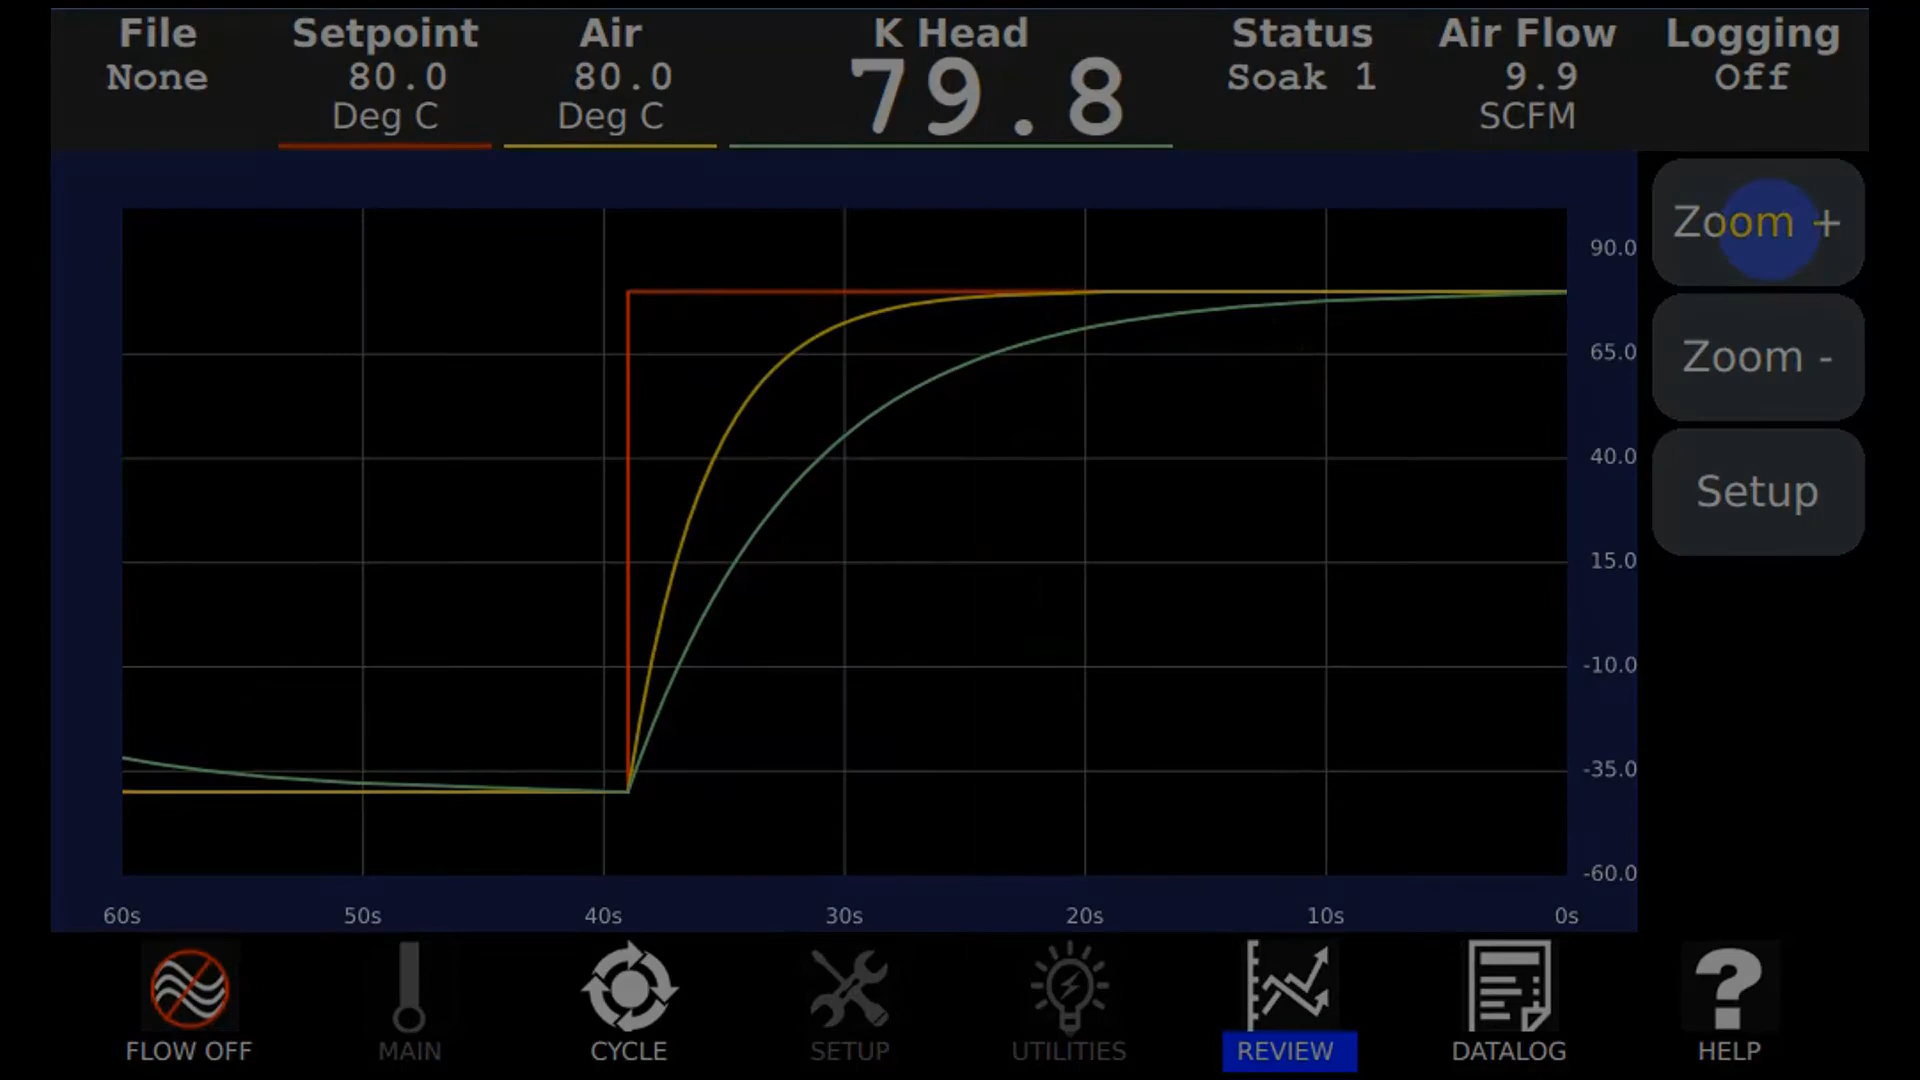 File
None
Setpoint
80.0
Deg C
Air
80.0
Deg C
K Head
79.8
Status
Soak 1
Air Flow
9.9
SCFM
Logging
Off
Zoom +
Zoom -
Setup
90.0
65.0
40.0
15.0
-10.0
-35.0
-60.0
60s 50s 40s 30s 20s 10s 0s
FLOW OFF MAIN CYCLE SETUP UTILITIES REVIEW DATALOG HELP